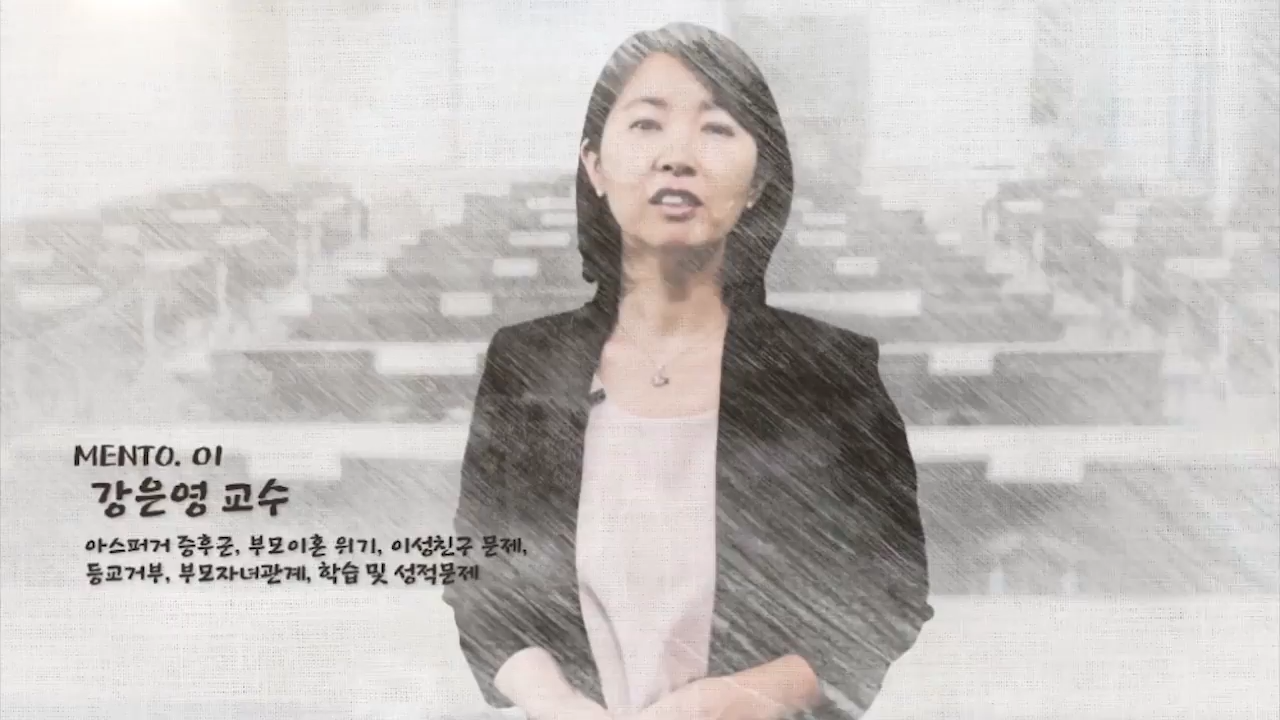 MENTO. 01
강은영 교수
아스퍼거 증후군, 부모이혼 위기, 이성친구 문제,
등교거부, 부모자녀관계, 학습 및 성적문제